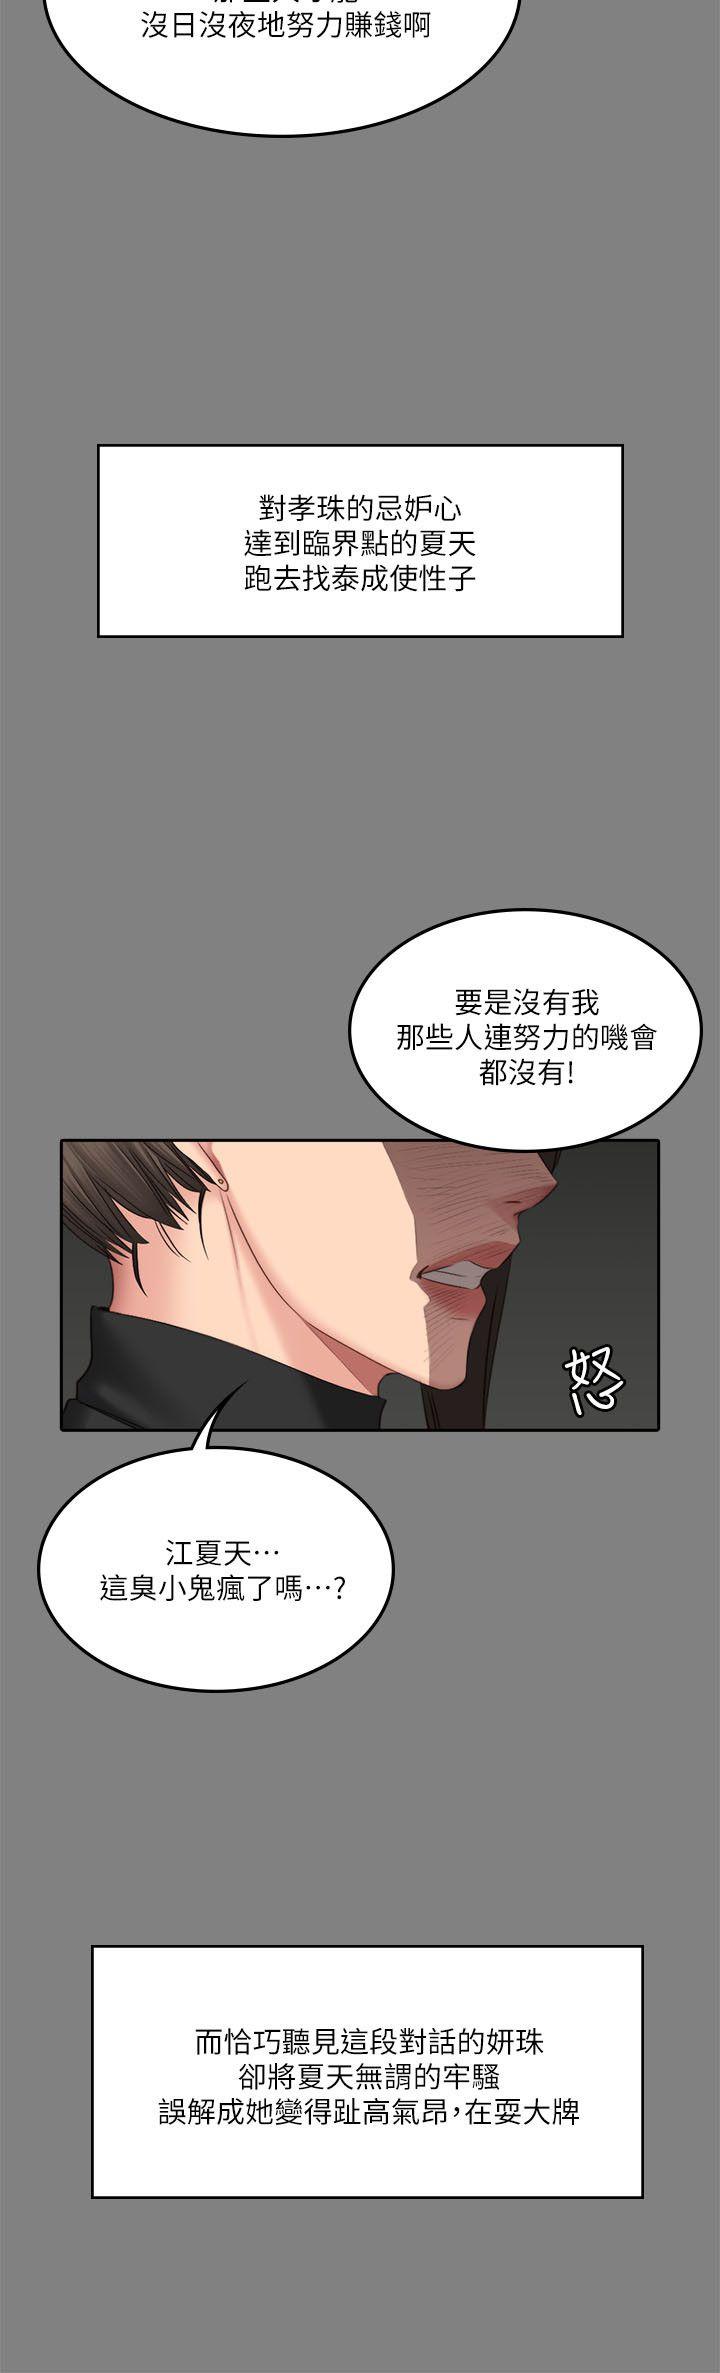 沒日沒夜地努力賺錢啊
對孝珠的忌妒心
達到臨界點的夏天
跑去找泰成使性子
要是沒有我
那些人連努力的機會
都沒有!
怒
江夏天…
這臭小鬼瘋了嗎…?
而恰巧聽見這段對話的妍珠
卻將夏天無謂的牢騷
誤解成她變得趾高氣昂，在耍大牌